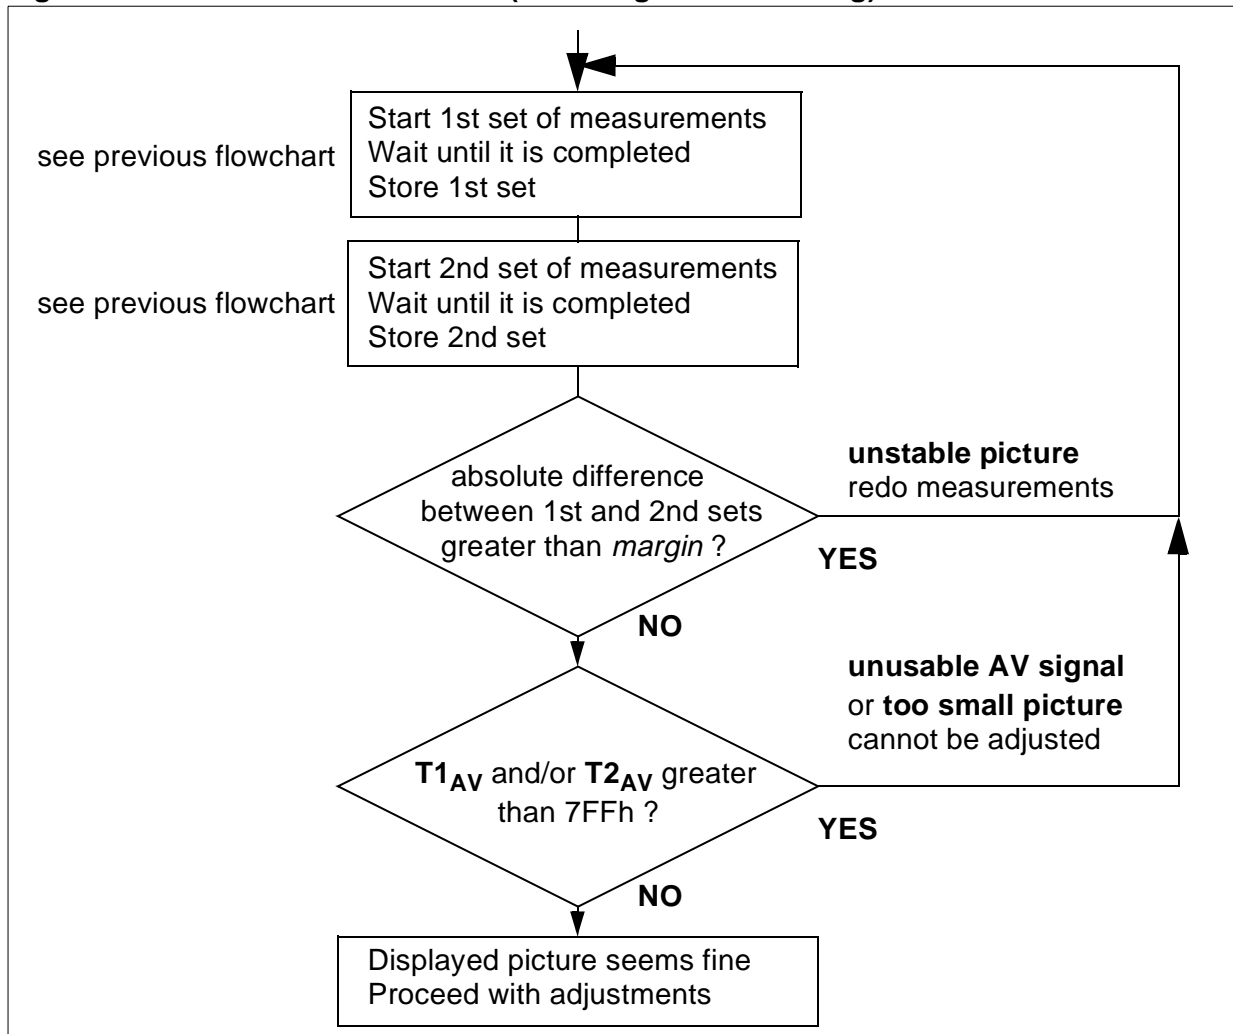 Start 1st set of measurements
Wait until it is completed
Store 1st set
see previous flowchart
Start 2nd set of measurements
Wait until it is completed
Store 2nd set
see previous flowchart
absolute difference
between 1st and 2nd sets
greater than margin ?
unstable picture
redo measurements
YES
NO
unusable AV signal
or too small picture
cannot be adjusted
T1AV and/or T2AV greater
than 7FFh ?
YES
NO
Displayed picture seems fine
Proceed with adjustments